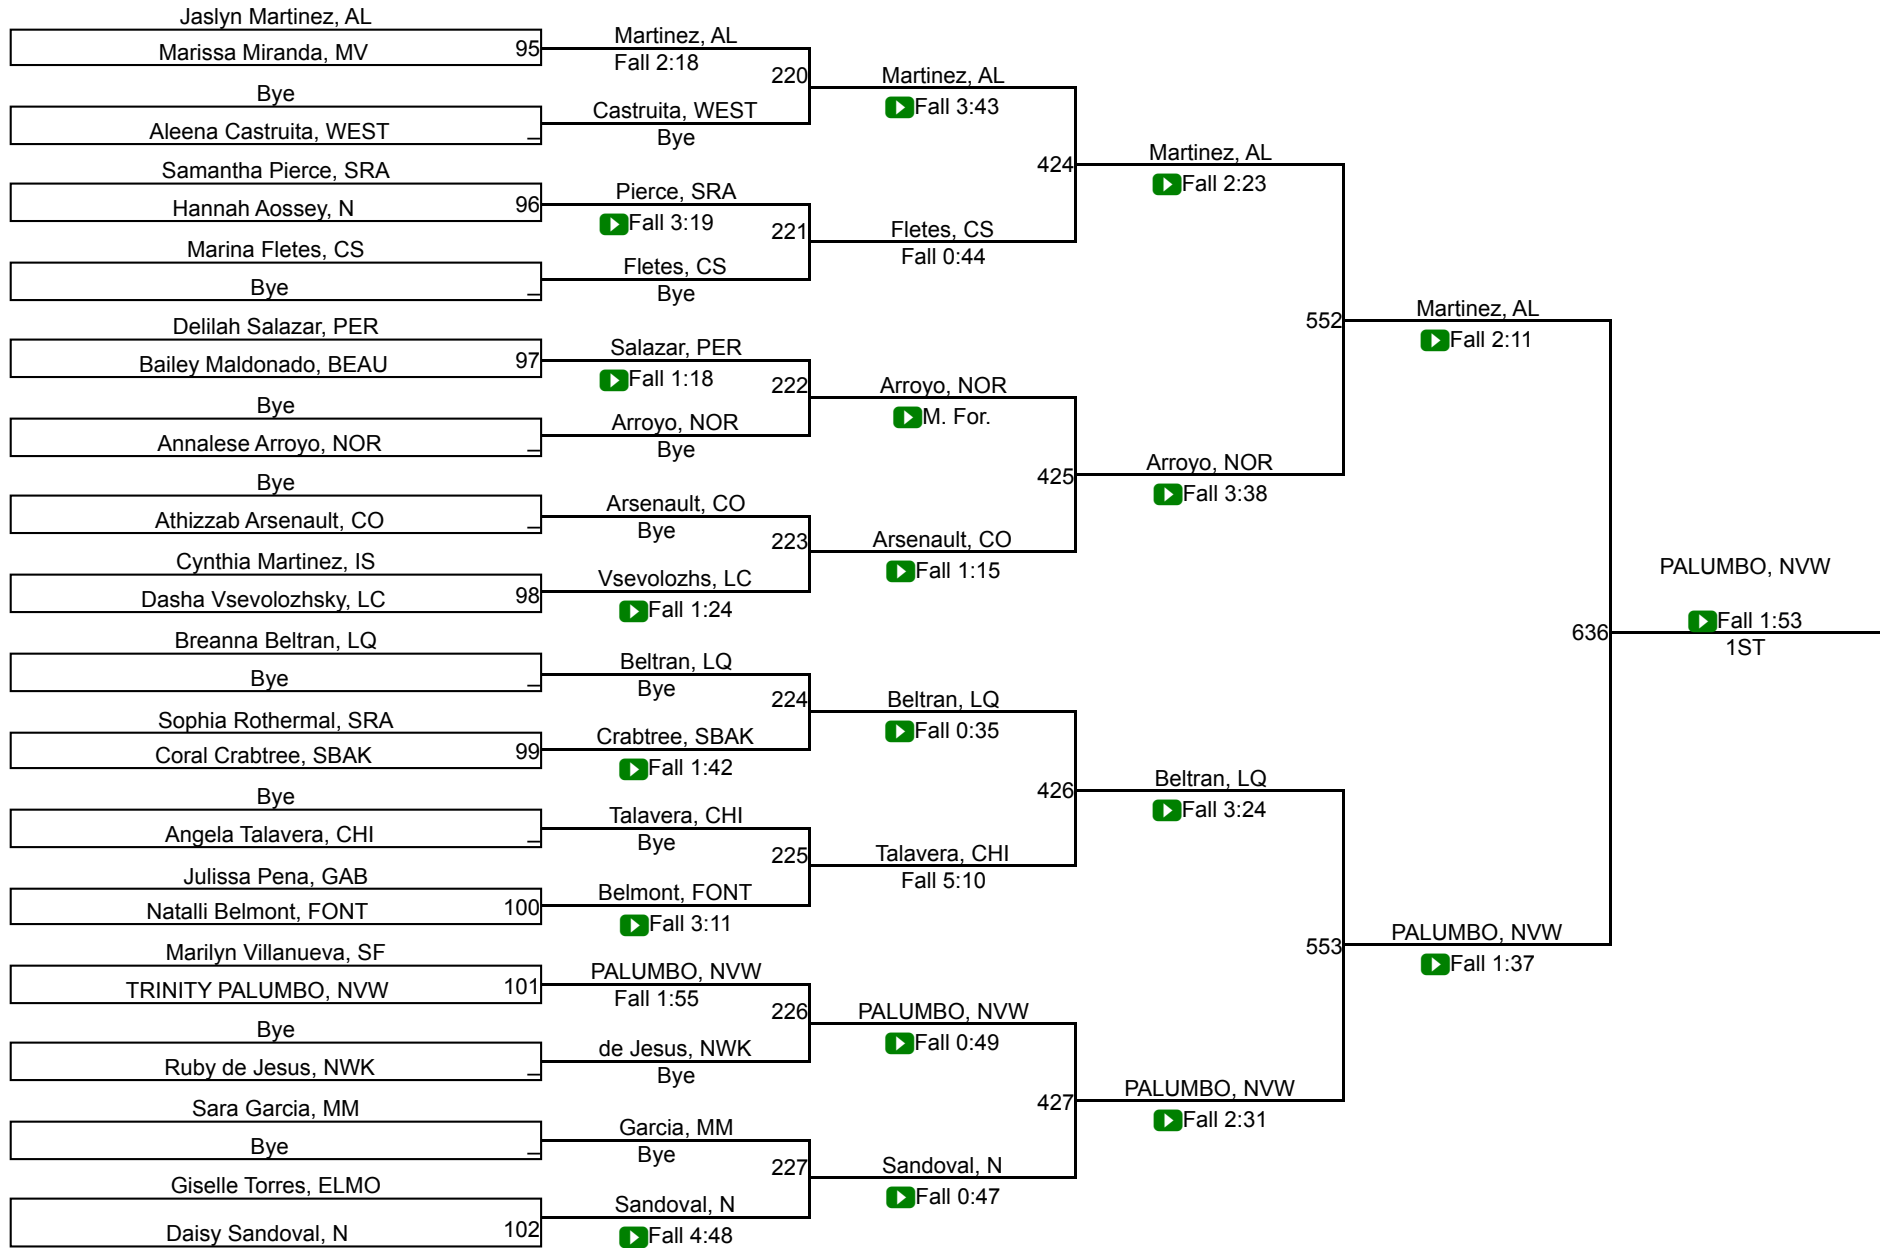 Jaslyn Martinez, AL
Marissa Miranda, MV 95
Bye
Aleena Castruita, WEST _
Samantha Pierce, SRA
Hannah Aossey, N 96
Marina Fletes, CS
Bye _
Delilah Salazar, PER
Bailey Maldonado, BEAU 97
Bye
Annalese Arroyo, NOR _
Bye
Athizzab Arsenault, CO _
Cynthia Martinez, IS
Dasha Vsevolozhsky, LC 98
Breanna Beltran, LQ
Bye _
Sophia Rothermal, SRA
Coral Crabtree, SBAK 99
Bye
Angela Talavera, CHI _
Julissa Pena, GAB
Natalli Belmont, FONT 100
Marilyn Villanueva, SF
TRINITY PALUMBO, NVW 101
Bye
Ruby de Jesus, NWK _
Sara Garcia, MM
Bye _
Giselle Torres, ELMO
Daisy Sandoval, N 102
Martinez, AL
Fall 2:18
220
Castruita, WEST
Bye
Pierce, SRA
Fall 3:19
221
Fletes, CS
Bye
Salazar, PER
Fall 1:18
222
Arroyo, NOR
Bye
Arsenault, CO
Bye
223
Vsevolozhs, LC
Fall 1:24
Beltran, LQ
Bye
224
Crabtree, SBAK
Fall 1:42
Talavera, CHI
Bye
225
Belmont, FONT
Fall 3:11
PALUMBO, NVW
Fall 1:55
226
de Jesus, NWK
Bye
Garcia, MM
Bye
227
Sandoval, N
Fall 4:48
Martinez, AL
Fall 3:43
424
Fletes, CS
Fall 0:44
Arroyo, NOR
M. For.
425
Arsenault, CO
Fall 1:15
Beltran, LQ
Fall 0:35
426
Talavera, CHI
Fall 5:10
PALUMBO, NVW
Fall 0:49
427
Sandoval, N
Fall 0:47
Martinez, AL
Fall 2:23
552
Arroyo, NOR
Fall 3:38
Beltran, LQ
Fall 3:24
553
PALUMBO, NVW
Fall 2:31
Martinez, AL
Fall 2:11
636
PALUMBO, NVW
Fall 1:37
PALUMBO, NVW
Fall 1:53
1ST